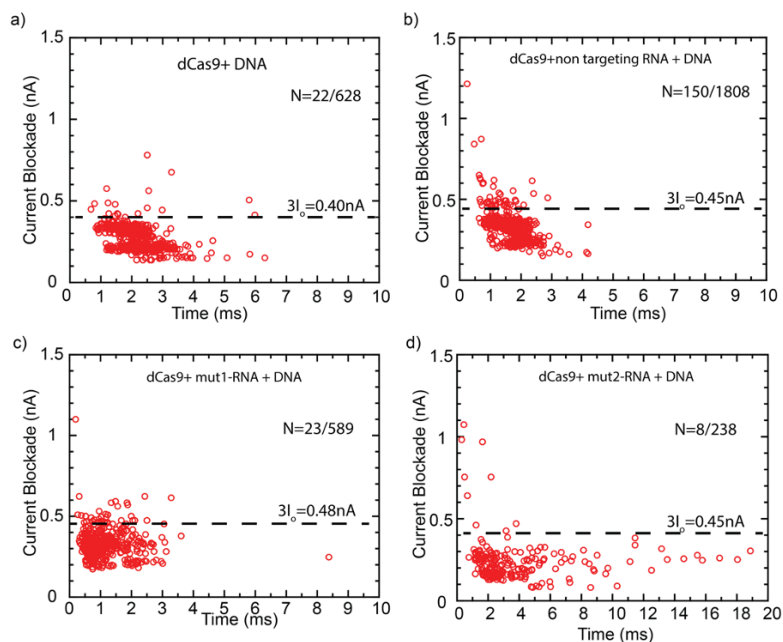 a)
1.5
dCas9+ DNA
N=22/628
1
Current Blockade (nA)
0.5
3I₀=0.40nA
0
0 1 2 3 4 5 6 7 8 9 10
Time (ms)
b)
1.5
dCas9+non targeting RNA + DNA
N=150/1808
1
Current Blockade (nA)
0.5
3I₀=0.45nA
0
0 1 2 3 4 5 6 7 8 9 10
Time (ms)
c)
1.5
dCas9+ mut1-RNA + DNA
N=23/589
1
Current Blockade (nA)
0.5
3I₀=0.48nA
0
0 1 2 3 4 5 6 7 8 9 10
Time (ms)
d)
1.5
dCas9+ mut2-RNA + DNA
N=8/238
1
Current Blockade (nA)
0.5
3I₀=0.45nA
0
0 2 4 6 8 10 12 14 16 18 20
Time (ms)